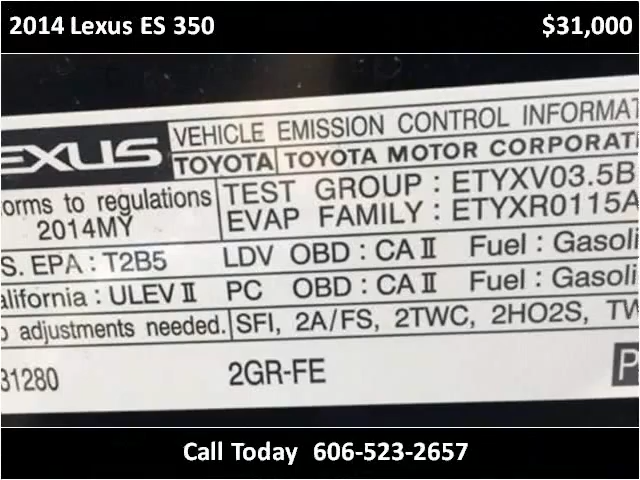 2014 Lexus ES 350 $31,000
EXUS VEHICLE EMISSION CONTROL INFORMAT
TOYOTA TOYOTA MOTOR CORPORAT
orms to regulations TEST GROUP : ETYXV03.5B
2014MY EVAP FAMILY : ETYXR0115A
S. EPA : T2B5 LDV OBD : CA II Fuel : Gasoli
alifornia : ULEV II PC OBD : CA II Fuel : Gasoli
o adjustments needed. SFI, 2A/FS, 2TWC, 2HO2S, TW
31280 2GR-FE P
Call Today 606-523-2657